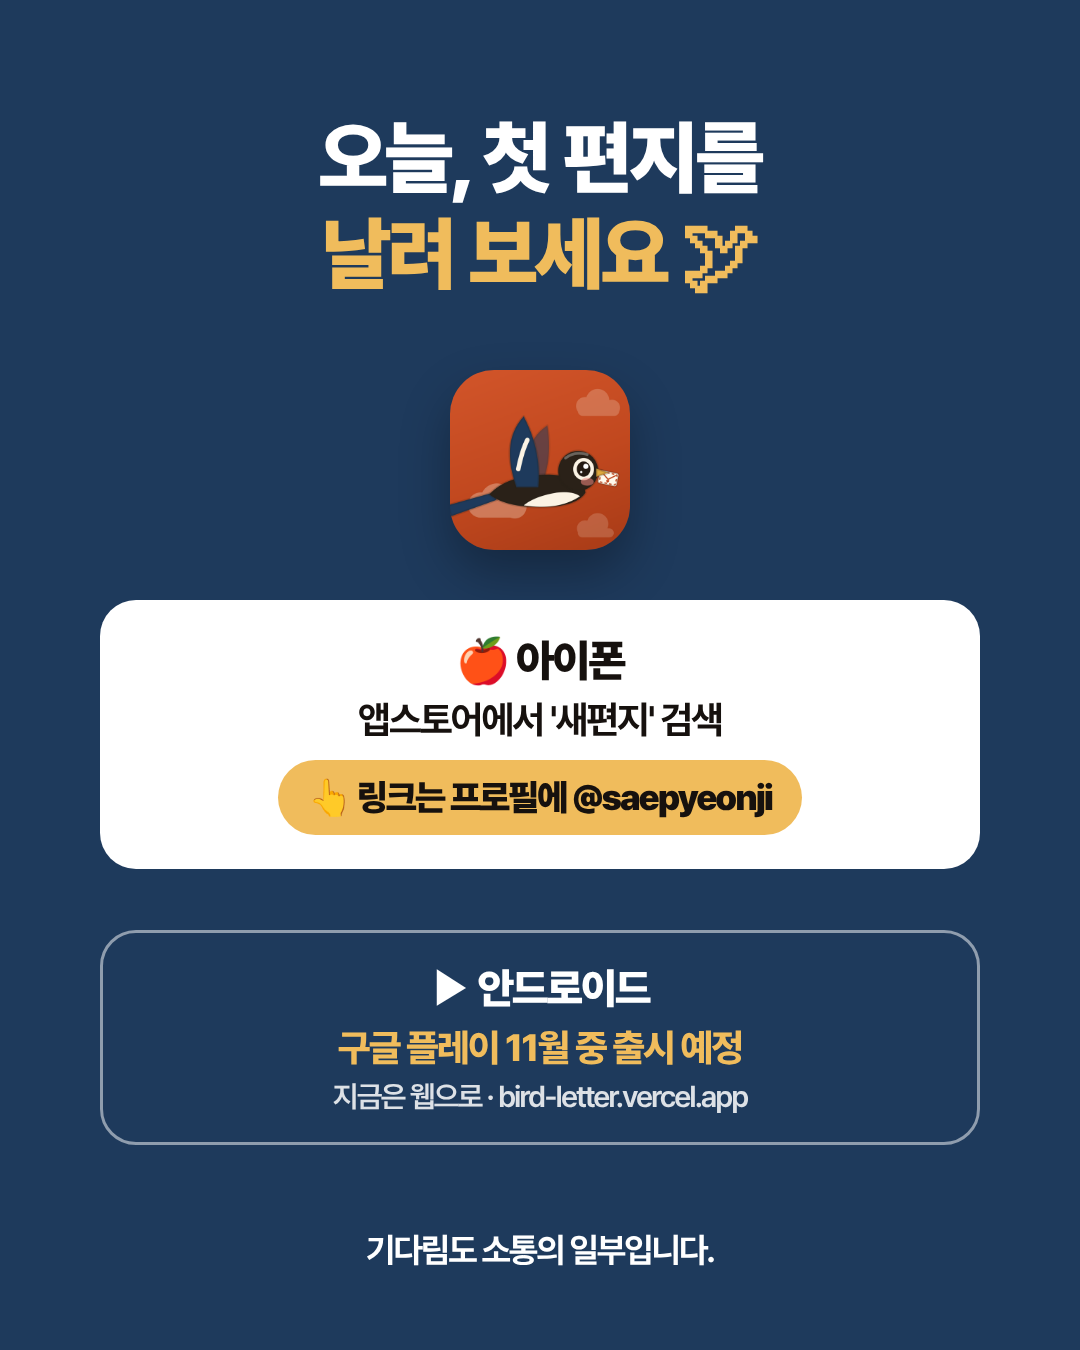 오늘, 첫 편지를
날려 보세요 🕊
🍎 아이폰
앱스토어에서 '새편지' 검색
👆 링크는 프로필에 @saepyeonji
▶ 안드로이드
구글 플레이 11월 중 출시 예정
지금은 웹으로 · bird-letter.vercel.app
기다림도 소통의 일부입니다.